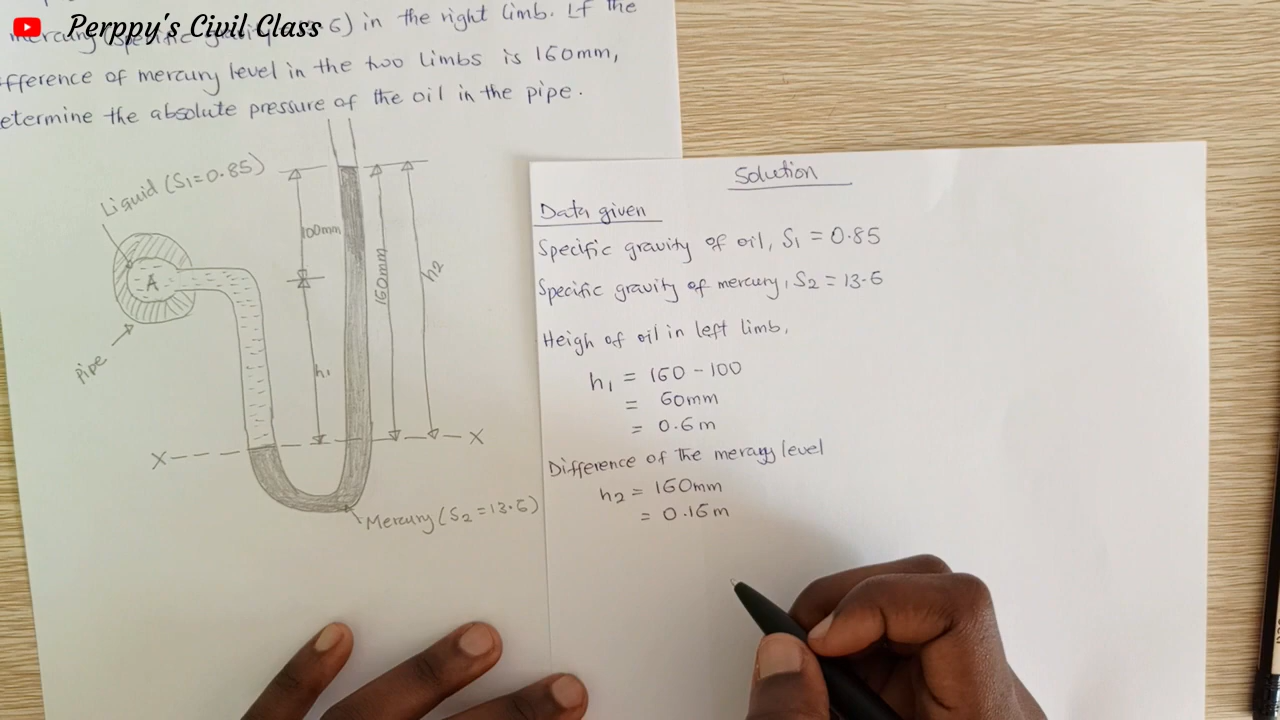 Perppy's Civil Class
mercury (specific gravity 6) in the right limb. If the
ifference of mercury level in the two limbs is 160mm,
etermine the absolute pressure of the oil in the pipe.
Liquid (S1=0.85)
100mm
160mm
h2
A
h1
Pipe
X
X
Mercury (S2=13.6)
Solution
Data given
Specific gravity of oil, S1 = 0.85
Specific gravity of mercury, S2 = 13.6
Heigh of oil in left limb,
h1 = 160 - 100
= 60mm
= 0.6m
Difference of the mercury level
h2 = 160mm
= 0.16m